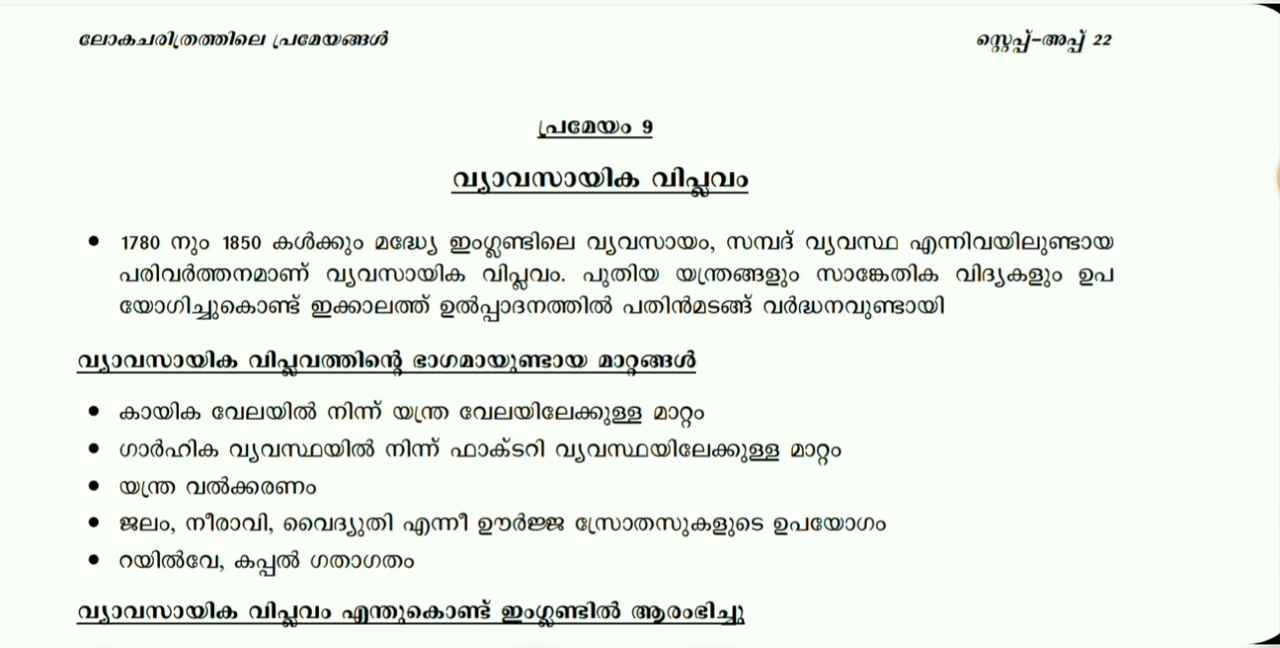 ലോകചരിത്രത്തിലെ പ്രമേയങ്ങൾ
സ്റ്റെപ്പ്-അപ്പ് 22
പ്രമേയം 9
വ്യാവസായിക വിപ്ലവം
• 1780 നും 1850 കൾക്കും മദ്ധ്യേ ഇംഗ്ലണ്ടിലെ വ്യവസായം, സമ്പദ് വ്യവസ്ഥ എന്നിവയിലുണ്ടായ
പരിവർത്തനമാണ് വ്യവസായിക വിപ്ലവം. പുതിയ യന്ത്രങ്ങളും സാങ്കേതിക വിദ്യകളും ഉപ
യോഗിച്ചുകൊണ്ട് ഇക്കാലത്ത് ഉൽപ്പാദനത്തിൽ പതിൻമടങ്ങ് വർദ്ധനവുണ്ടായി
വ്യാവസായിക വിപ്ലവത്തിന്റെ ഭാഗമായുണ്ടായ മാറ്റങ്ങൾ
• കായിക വേലയിൽ നിന്ന് യന്ത്ര വേലയിലേക്കുള്ള മാറ്റം
• ഗാർഹിക വ്യവസ്ഥയിൽ നിന്ന് ഫാക്ടറി വ്യവസ്ഥയിലേക്കുള്ള മാറ്റം
• യന്ത്ര വൽക്കരണം
• ജലം, നീരാവി, വൈദ്യുതി എന്നീ ഊർജ്ജ സ്രോതസുകളുടെ ഉപയോഗം
• റയിൽവേ, കപ്പൽ ഗതാഗതം
വ്യാവസായിക വിപ്ലവം എന്തുകൊണ്ട് ഇംഗ്ലണ്ടിൽ ആരംഭിച്ചു